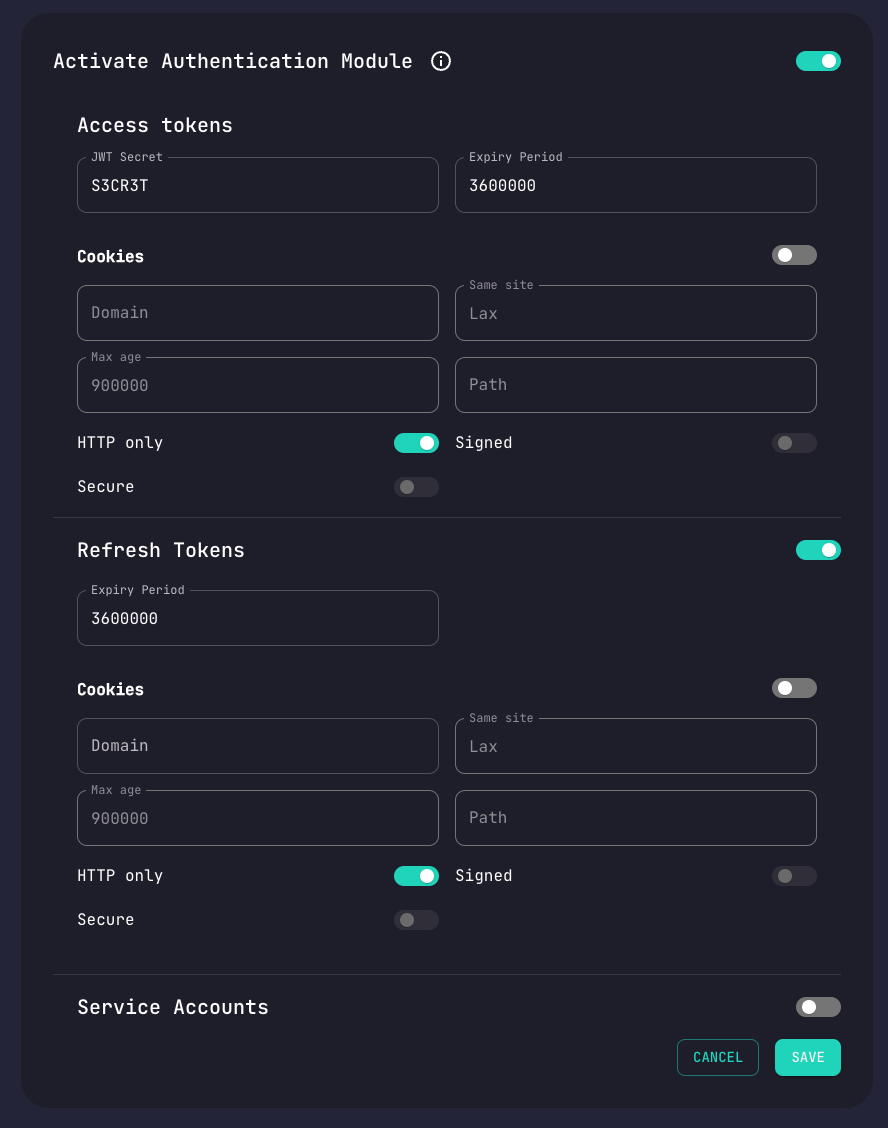 Activate Authentication Module
Access tokens
JWT Secret Expiry Period
S3CR3T 3600000
Cookies
Same site
Domain Lax
Max age
900000 Path
HTTP only Signed
Secure
Refresh Tokens
Expiry Period
3600000
Cookies
Same site
Domain Lax
Max age
900000 Path
HTTP only Signed
Secure
Service Accounts
CANCEL SAVE